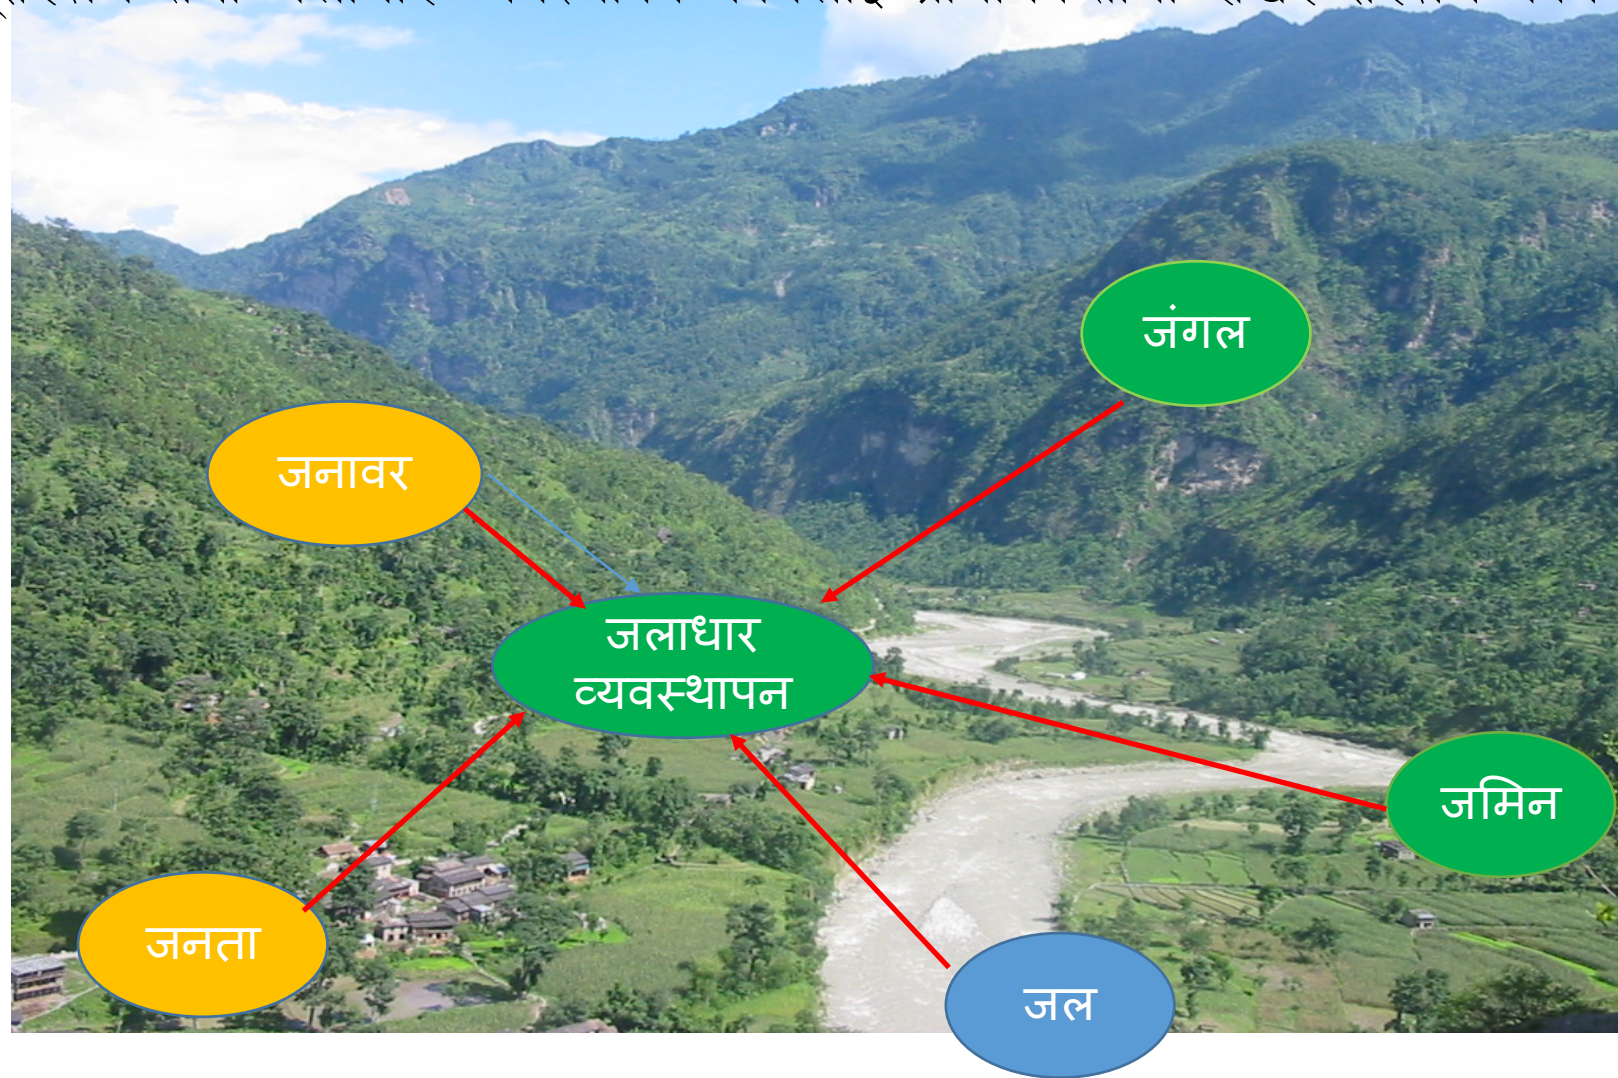 जंगल
जनावर
जलाधार
व्यवस्थापन
जमिन
जनता
जल